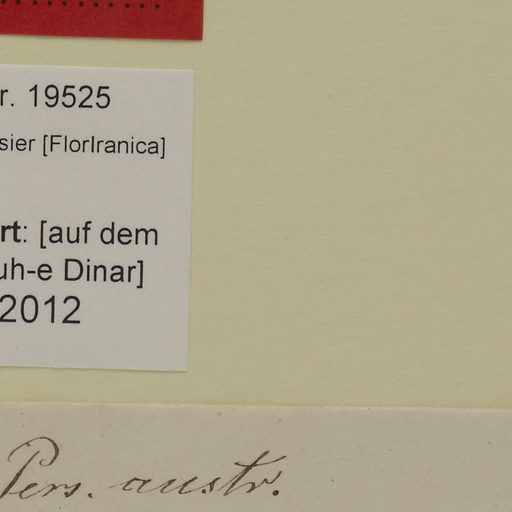 r. 19525
sier [FlorIranica]
rt: [auf dem
uh-e Dinar]
2012
Pers. austr.